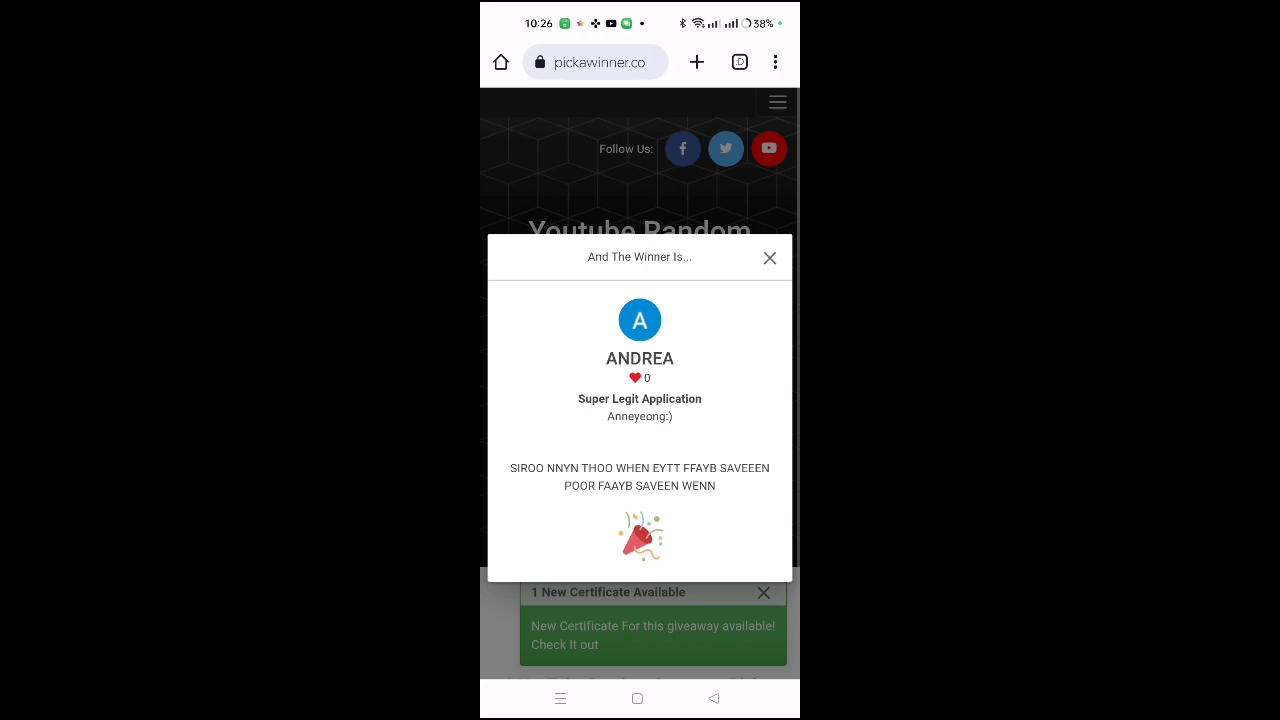 10:26
38%
pickawinner.co
:D
Follow Us:
Youtube Random
And The Winner Is...
A
ANDREA
0
Super Legit Application
Anneyeong:)
SIROO NNYN THOO WHEN EYTT FFAYB SAVEEEN
POOR FAAYB SAVEEN WENN
1 New Certificate Available
New Certificate For this giveaway available!
Check It out